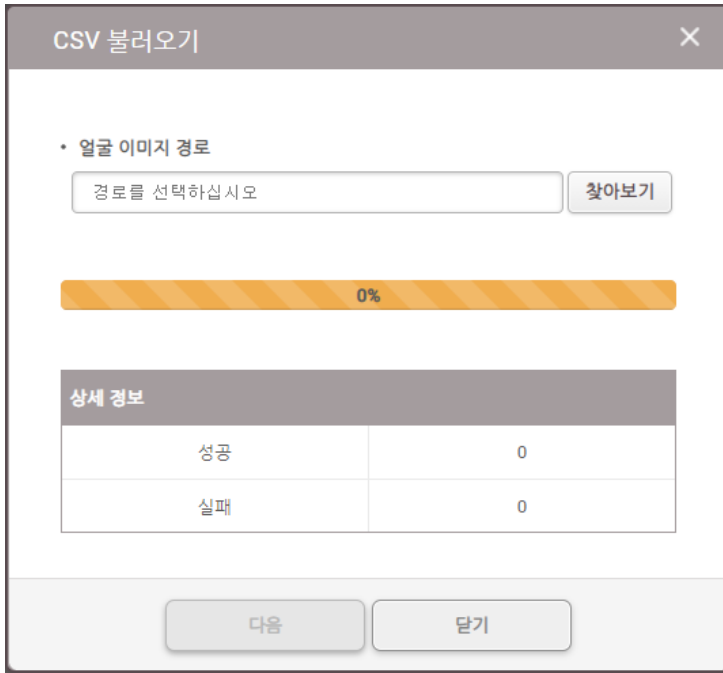 CSV 불러오기
• 얼굴 이미지 경로
경로를 선택하십시오 찾아보기
0%
상세 정보
성공 0
실패 0
다음 닫기